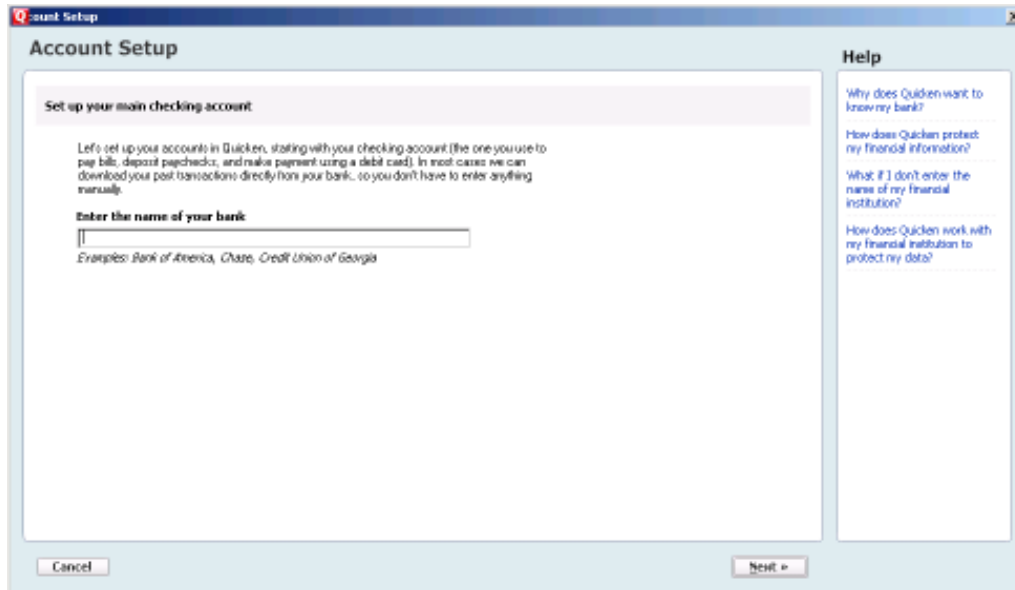 Q count Setup
Account Setup
Set up your main checking account
Let's set up your accounts in Quicken, starting with your checking account (the one you use to
pay bills, deposit paychecks, and make payment using a debit card). In most cases we can
download your past transactions directly from your bank, so you don't have to enter anything
manually.
Enter the name of your bank
Examples: Bank of America, Chase, Credit Union of Georgia
Cancel
Next »
Help
Why does Quicken want to
know my bank?
How does Quicken protect
my financial information?
What if I don't enter the
name of my financial
institution?
How does Quicken work with
my financial institution to
protect my data?